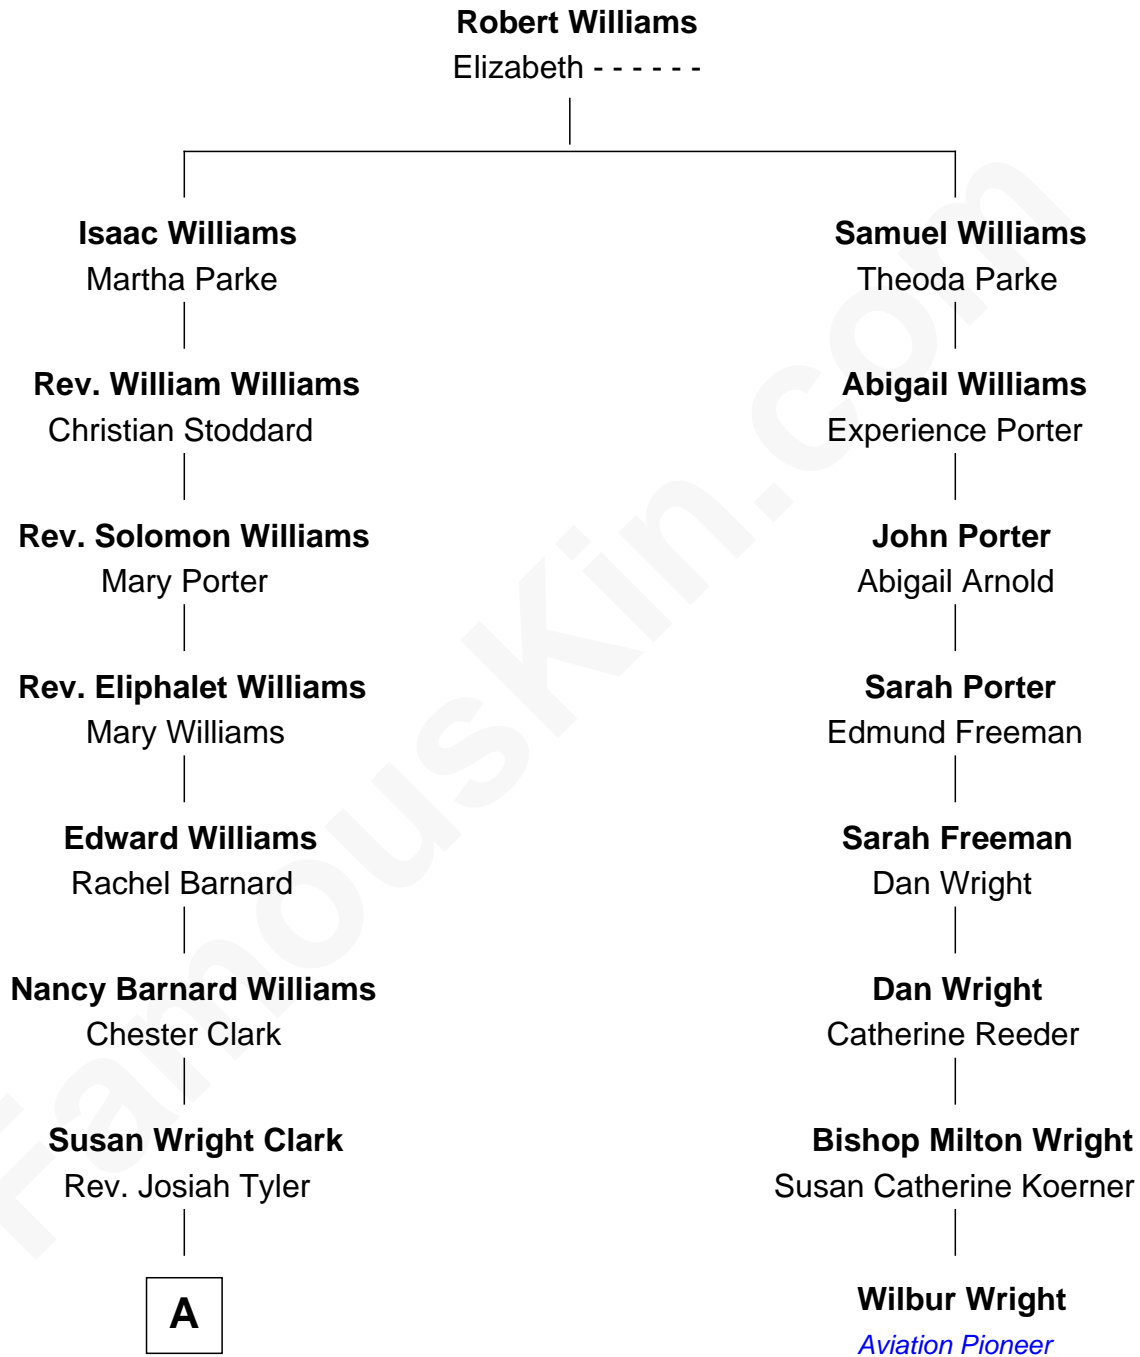 Robert Williams
Elizabeth - - - - - -
Isaac Williams
Martha Parke
Samuel Williams
Theoda Parke
Rev. William Williams
Christian Stoddard
Abigail Williams
Experience Porter
Rev. Solomon Williams
Mary Porter
John Porter
Abigail Arnold
Rev. Eliphalet Williams
Mary Williams
Sarah Porter
Edmund Freeman
Edward Williams
Rachel Barnard
Sarah Freeman
Dan Wright
Nancy Barnard Williams
Chester Clark
Dan Wright
Catherine Reeder
Susan Wright Clark
Rev. Josiah Tyler
Bishop Milton Wright
Susan Catherine Koerner
A
Wilbur Wright
Aviation Pioneer
FamousKin.com